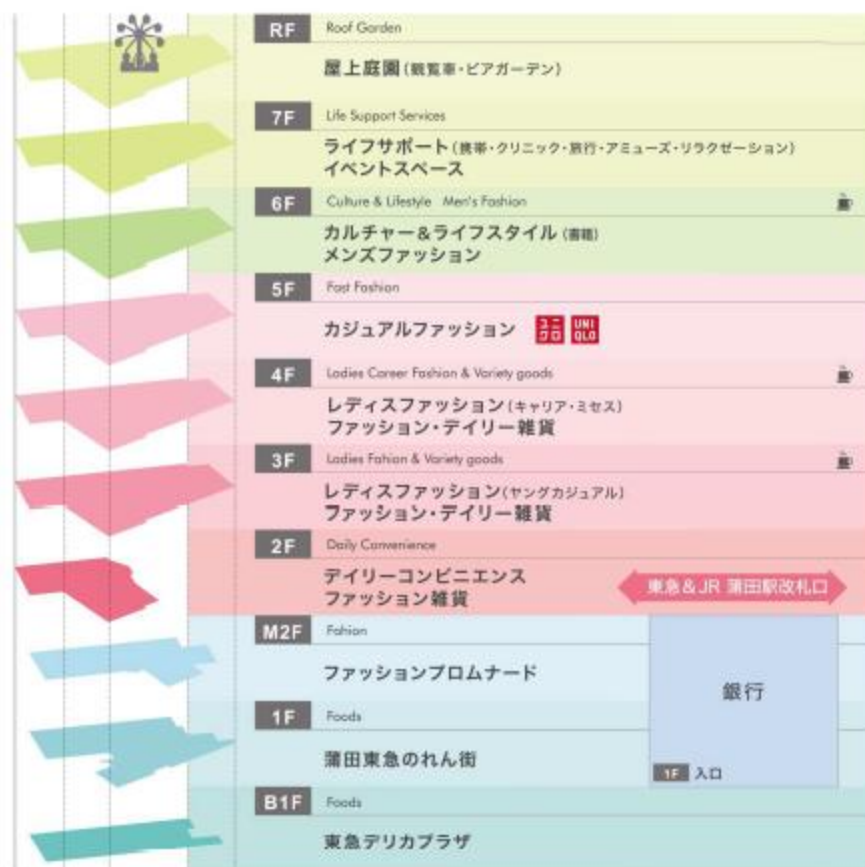 RF Roof Garden
屋上庭園(観覧車・ビアガーデン)
7F Life Support Services
ライフサポート(携帯・クリニック・旅行・アミューズ・リラクゼーション)
イベントスペース
6F Culture & Lifestyle Men's Fashion
カルチャー&ライフスタイル(書籍)
メンズファッション
5F Fast Fashion
カジュアルファッション ユニクロ UNIQLO
4F Ladies Career Fashion & Variety goods
レディスファッション(キャリア・ミセス)
ファッション・デイリー雑貨
3F Ladies Fahion & Variety goods
レディスファッション(ヤングカジュアル)
ファッション・デイリー雑貨
2F Daily Convenience
デイリーコンビニエンス
ファッション雑貨
東急&JR 蒲田駅改札口
M2F Fahion
ファッションプロムナード
銀行
1F Foods
蒲田東急のれん街
1F 入口
B1F Foods
東急デリカプラザ